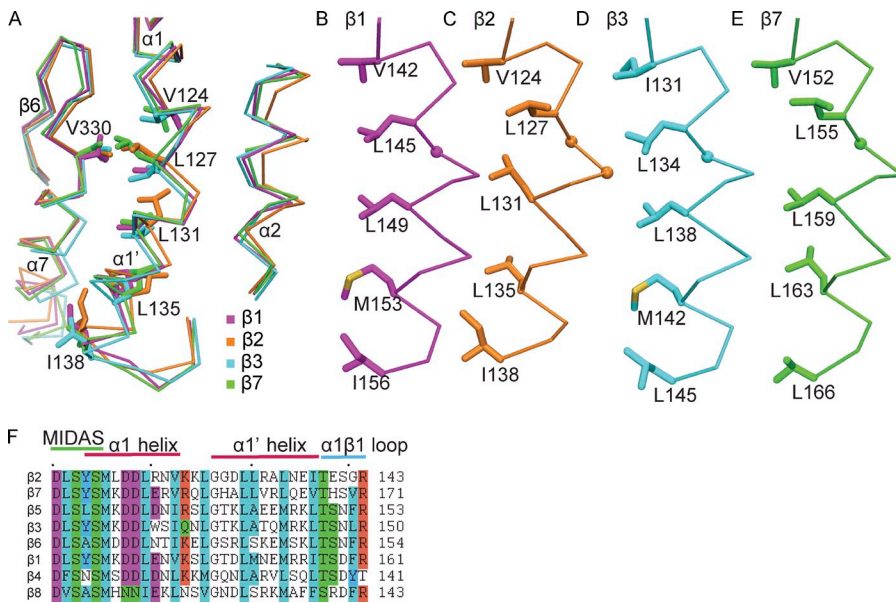 A
β6
α1
V124
V330
L127
L131
α2
α7
α1'
L135
I138
β1
β2
β3
β7
B β1
V142
L145
L149
M153
I156
C β2
V124
L127
L131
L135
I138
D β3
I131
L134
L138
M142
L145
E β7
V152
L155
L159
L163
L166
F
MIDAS α1 helix α1' helix α1β1 loop
β2 DLSYSMLDDLRNVKKLGGDLLRALNEITESGR 143
β7 DLSYSMKDDLERVRQLGHALLVRLQEVTHSVR 171
β5 DLSLSMKDDLDNIRSLGTKLAEEMRKLTSNFR 153
β3 DLSYSMKDDLWSIQNLGTKLATQMRKLTSNLR 150
β6 DLSASMDDDLNTIKELGSRLSKEMSKLTSNFR 154
β1 DLSYSMKDDLENVKSLGTDLMNEMRRITSDFR 161
β4 DFSNSMSDDLDNLKKMGQNLARVLSQLTSDYT 141
β8 DVSASMHNNIEKLNSVGNDLSRKMAFFSRDFR 143